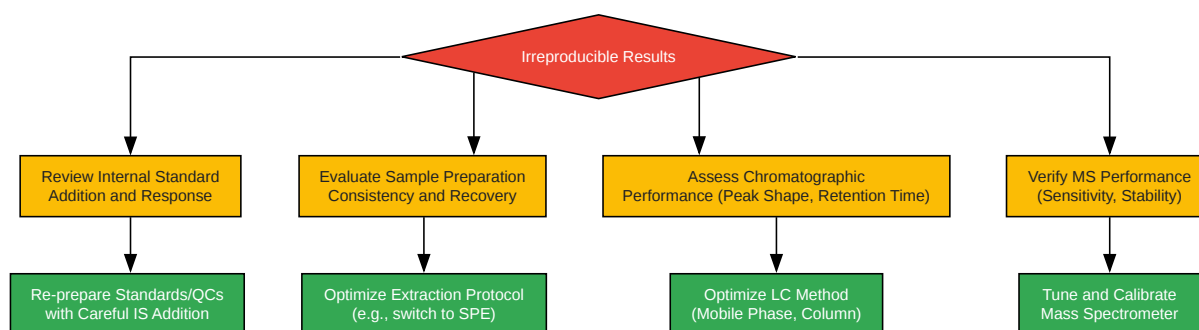 Irreproducible Results
Review Internal Standard
Addition and Response
Evaluate Sample Preparation
Consistency and Recovery
Assess Chromatographic
Performance (Peak Shape, Retention Time)
Verify MS Performance
(Sensitivity, Stability)
Re-prepare Standards/QCs
with Careful IS Addition
Optimize Extraction Protocol
(e.g., switch to SPE)
Optimize LC Method
(Mobile Phase, Column)
Tune and Calibrate
Mass Spectrometer